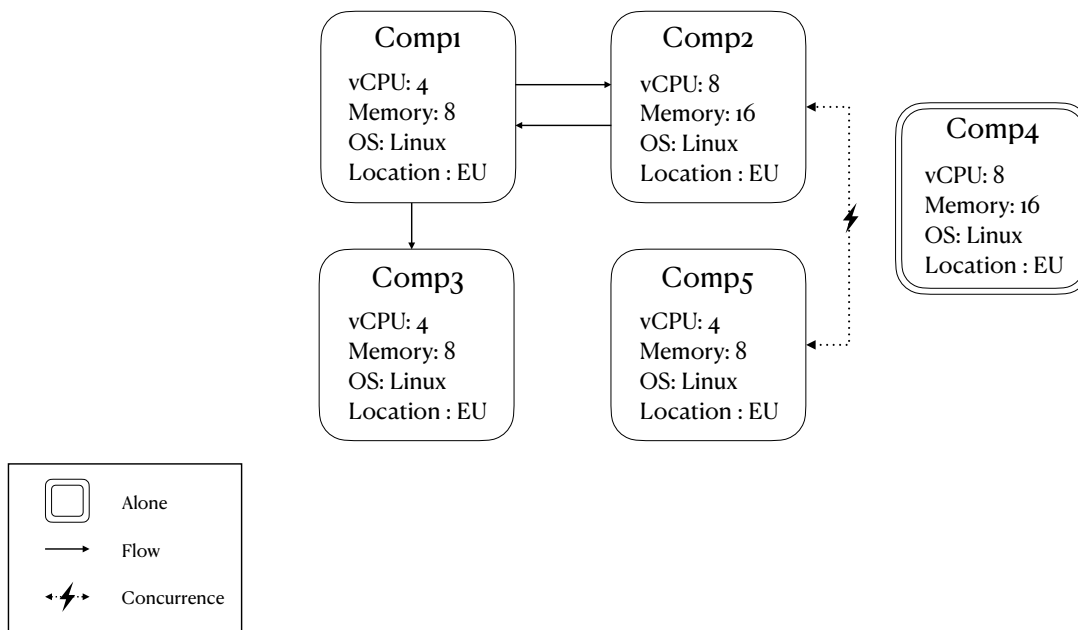 Comp1
vCPU: 4
Memory: 8
OS: Linux
Location : EU
Comp2
vCPU: 8
Memory: 16
OS: Linux
Location : EU
Comp4
vCPU: 8
Memory: 16
OS: Linux
Location : EU
Comp3
vCPU: 4
Memory: 8
OS: Linux
Location : EU
Comp5
vCPU: 4
Memory: 8
OS: Linux
Location : EU
Alone
Flow
Concurrence